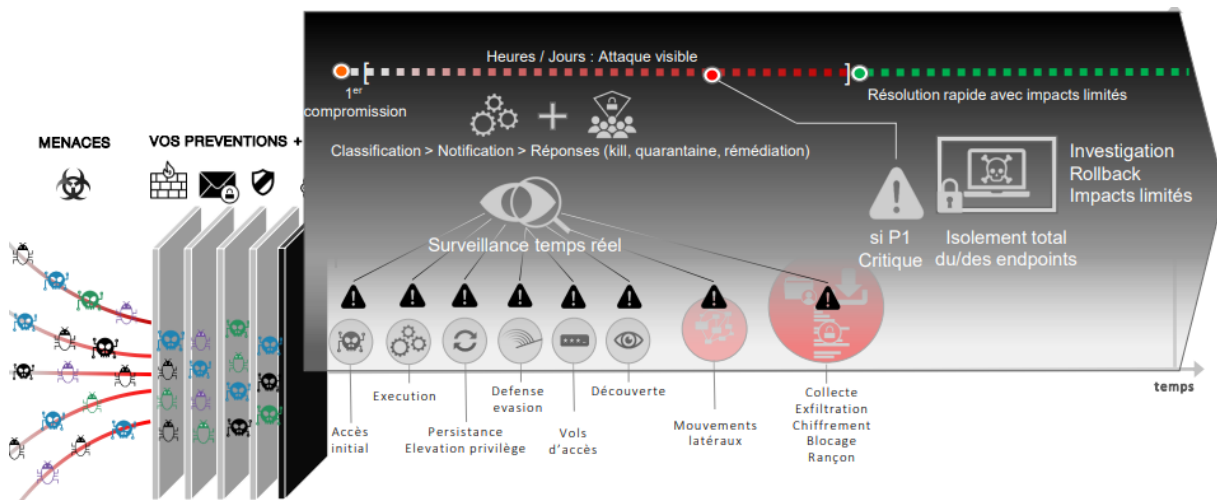 Heures / Jours : Attaque visible
1er
compromission
Résolution rapide avec impacts limités
MENACES
VOS PREVENTIONS +
Classification > Notification > Réponses (kill, quarantaine, rémédiation)
Investigation
Rollback
Impacts limités
Surveillance temps réel
si P1
Critique
Isolement total
du/des endpoints
temps
Execution
Defense
evasion
Découverte
Collecte
Exfiltration
Chiffrement
Blocage
Rançon
Accès
initial
Persistance
Elevation privilège
Vols
d'accès
Mouvements
latéraux